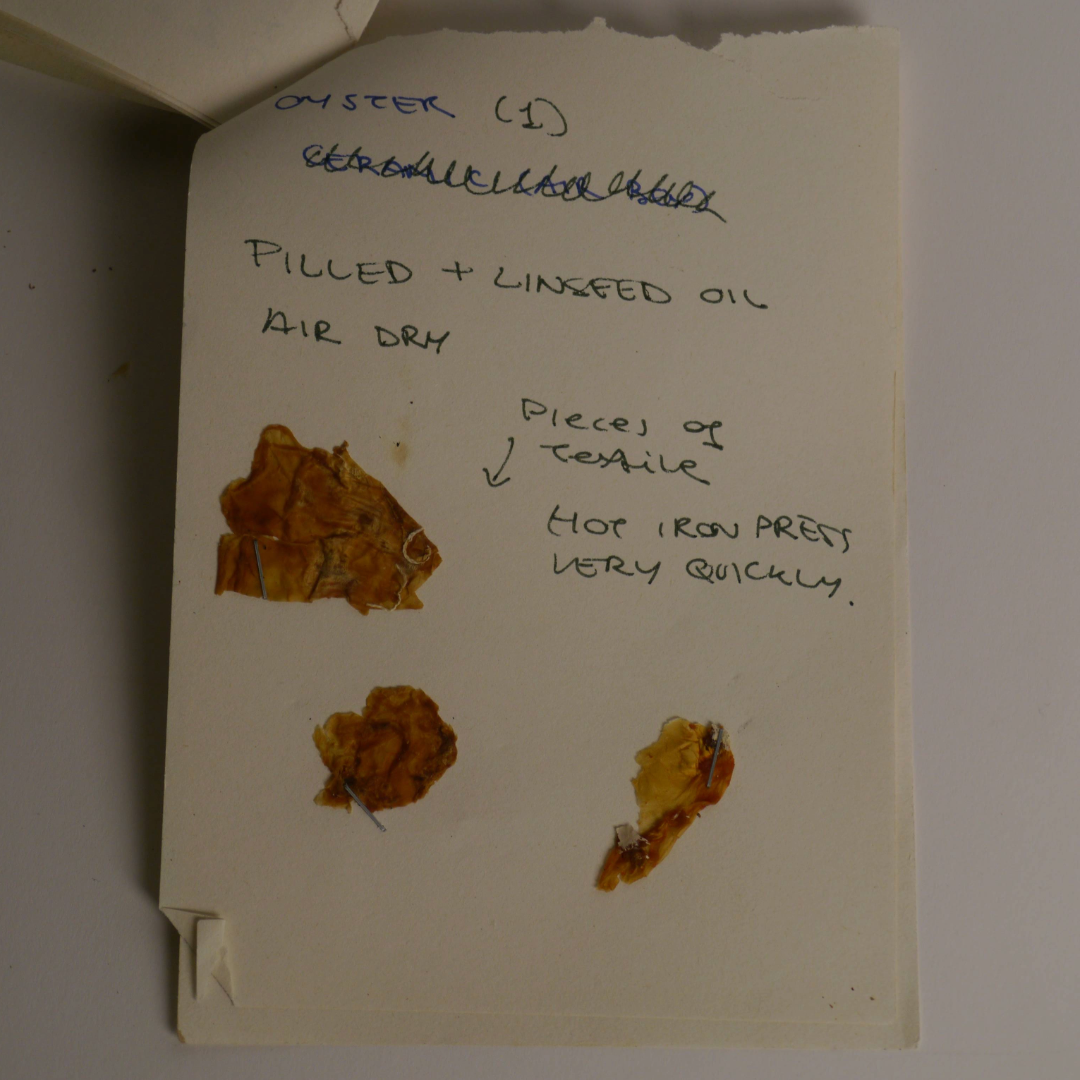 OYSTER (1)
PILLED + LINSEED OIL
AIR DRY
Pieces of
Textile
HOT IRON PRESS
VERY QUICKLY.